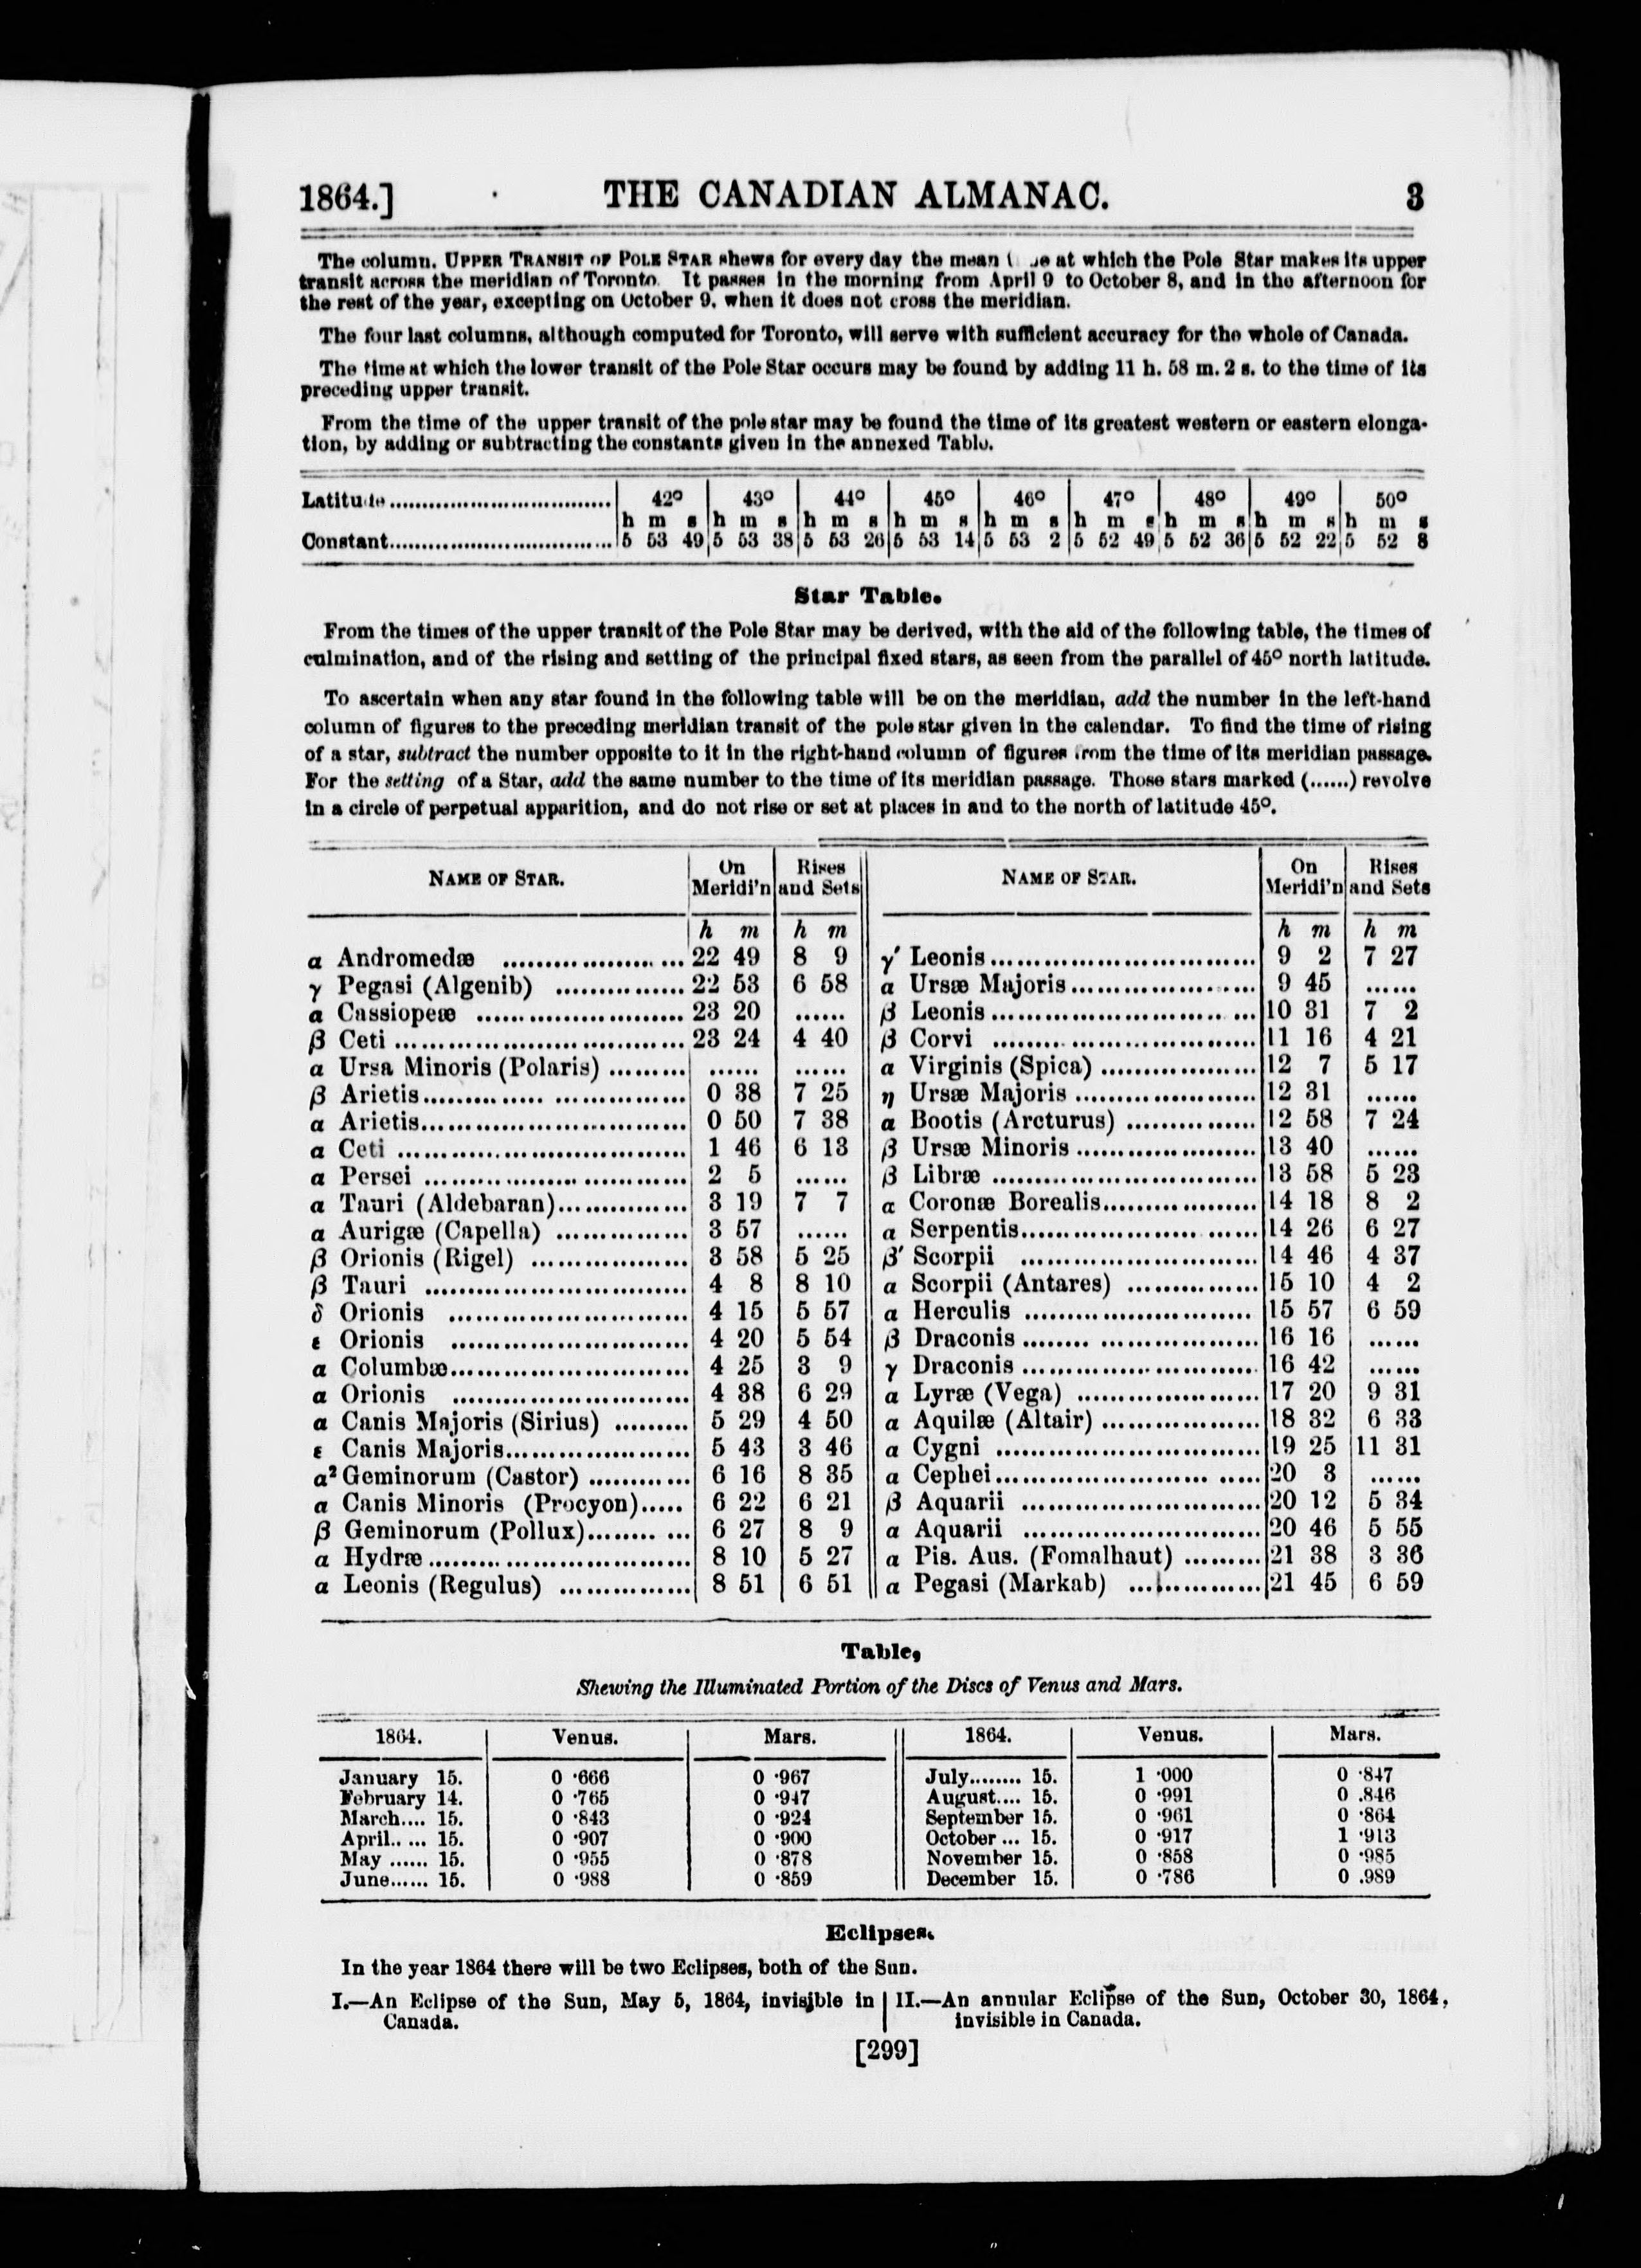 1864.] THE CANADIAN ALMANAC. 3
The column, UPPER TRANSIT OF POLE STAR shews for every day the mean at which the Pole Star makes its upper
transit across the meridian of Toronto. It passes in the morning from April 9 to October 8, and in the afternoon for
the rest of the year, excepting on October 9, when it does not cross the meridian.
The four last columns, although computed for Toronto, will serve with sufficient accuracy for the whole of Canada.
The time at which the lower transit of the Pole Star occurs may be found by adding 11 h. 58 m. 2 s. to the time of its
preceding upper transit.
From the time of the upper transit of the pole star may be found the time of its greatest western or eastern elonga-
tion, by adding or subtracting the constants given in the annexed Table.
Latitude.................................. 42° 43° 44° 45° 46° 47° 48° 49° 50°
h m s h m s h m s h m s h m s h m s h m s h m s h m s
Constant.................................. 5 53 49 5 53 38 5 53 26 5 53 14 5 53 2 5 52 49 5 52 36 5 52 22 5 52 8
Star Table.
From the times of the upper transit of the Pole Star may be derived, with the aid of the following table, the times of
culmination, and of the rising and setting of the principal fixed stars, as seen from the parallel of 45° north latitude.
To ascertain when any star found in the following table will be on the meridian, add the number in the left-hand
column of figures to the preceding meridian transit of the pole star given in the calendar. To find the time of rising
of a star, subtract the number opposite to it in the right-hand column of figures from the time of its meridian passage.
For the setting of a Star, add the same number to the time of its meridian passage. Those stars marked (......) revolve
in a circle of perpetual apparition, and do not rise or set at places in and to the north of latitude 45°.
NAME OF STAR. On Meridi'n Rises and Sets NAME OF STAR. On Meridi'n Rises and Sets
h m h m h m h m
α Andromedæ ..................... 22 49 8 9 γ' Leonis................................ 9 2 7 27
γ Pegasi (Algenib) ............... 22 53 6 58 α Ursæ Majoris...................... 9 45 ......
α Cassiopeæ ........................ 23 20 ...... β Leonis............................... 10 31 7 2
β Ceti .................................. 23 24 4 40 β Corvi ............................... 11 16 4 21
α Ursa Minoris (Polaris) ......... ...... ...... α Virginis (Spica) .................. 12 7 5 17
β Arietis............................... 0 38 7 25 η Ursæ Majoris ..................... 12 31 ......
α Arietis............................... 0 50 7 38 α Bootis (Arcturus) ............... 12 58 7 24
α Ceti .................................. 1 46 6 13 β Ursæ Minoris ..................... 13 40 ......
α Persei ............................... 2 5 ...... β Libræ ............................... 13 58 5 23
α Tauri (Aldebaran)............... 3 19 7 7 α Coronæ Borealis.................. 14 18 8 2
α Aurigæ (Capella) ............... 3 57 ...... α Serpentis........................... 14 26 6 27
β Orionis (Rigel) .................. 3 58 5 25 β' Scorpii ............................ 14 46 4 37
β Tauri ............................... 4 8 8 10 α Scorpii (Antares) ............... 15 10 4 2
δ Orionis ............................ 4 15 5 57 α Herculis ........................... 15 57 6 59
ε Orionis ............................ 4 20 5 54 β Draconis........................... 16 16 ......
α Columbæ............................ 4 25 3 9 γ Draconis ........................... 16 42 ......
α Orionis ............................ 4 38 6 29 α Lyræ (Vega) ..................... 17 20 9 31
α Canis Majoris (Sirius) ......... 5 29 4 50 α Aquilæ (Altair) .................. 18 32 6 33
ε Canis Majoris..................... 5 43 3 46 α Cygni ............................... 19 25 11 31
α² Geminorum (Castor) ............ 6 16 8 35 α Cephei.............................. 20 3 ......
α Canis Minoris (Procyon)..... 6 22 6 21 β Aquarii ............................ 20 12 5 34
β Geminorum (Pollux)........... 6 27 8 9 α Aquarii ............................ 20 46 5 55
α Hydræ............................... 8 10 5 27 α Pis. Aus. (Fomalhaut) ......... 21 38 3 36
α Leonis (Regulus) ............... 8 51 6 51 α Pegasi (Markab) ............... 21 45 6 59
Table,
Shewing the Illuminated Portion of the Discs of Venus and Mars.
1864. Venus. Mars. 1864. Venus. Mars.
January 15. 0 ·666 0 ·967 July........ 15. 1 ·000 0 ·847
February 14. 0 ·765 0 ·947 August.... 15. 0 ·991 0 .846
March.... 15. 0 ·843 0 ·924 September 15. 0 ·961 0 ·864
April..... 15. 0 ·907 0 ·900 October ... 15. 0 ·917 1 ·913
May ...... 15. 0 ·955 0 ·878 November 15. 0 ·858 0 ·985
June...... 15. 0 ·988 0 ·859 December 15. 0 ·786 0 .989
Eclipses.
In the year 1864 there will be two Eclipses, both of the Sun.
I.—An Eclipse of the Sun, May 5, 1864, invisible in
Canada.
II.—An annular Eclipse of the Sun, October 30, 1864,
invisible in Canada.
[299]